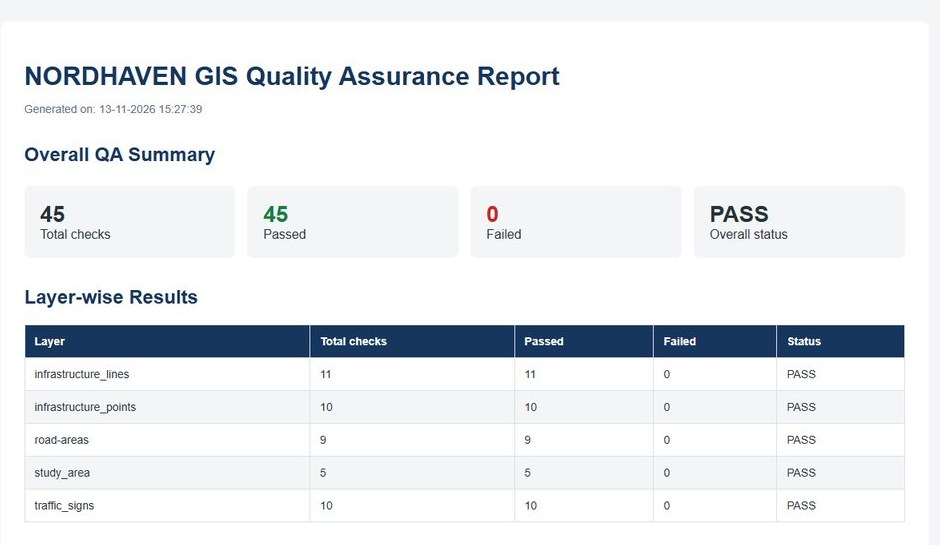 NORDHAVEN GIS Quality Assurance Report
Generated on: 13-11-2026 15:27:39
Overall QA Summary
45
Total checks
45
Passed
0
Failed
PASS
Overall status
Layer-wise Results
Layer Total checks Passed Failed Status
infrastructure_lines 11 11 0 PASS
infrastructure_points 10 10 0 PASS
road-areas 9 9 0 PASS
study_area 5 5 0 PASS
traffic_signs 10 10 0 PASS